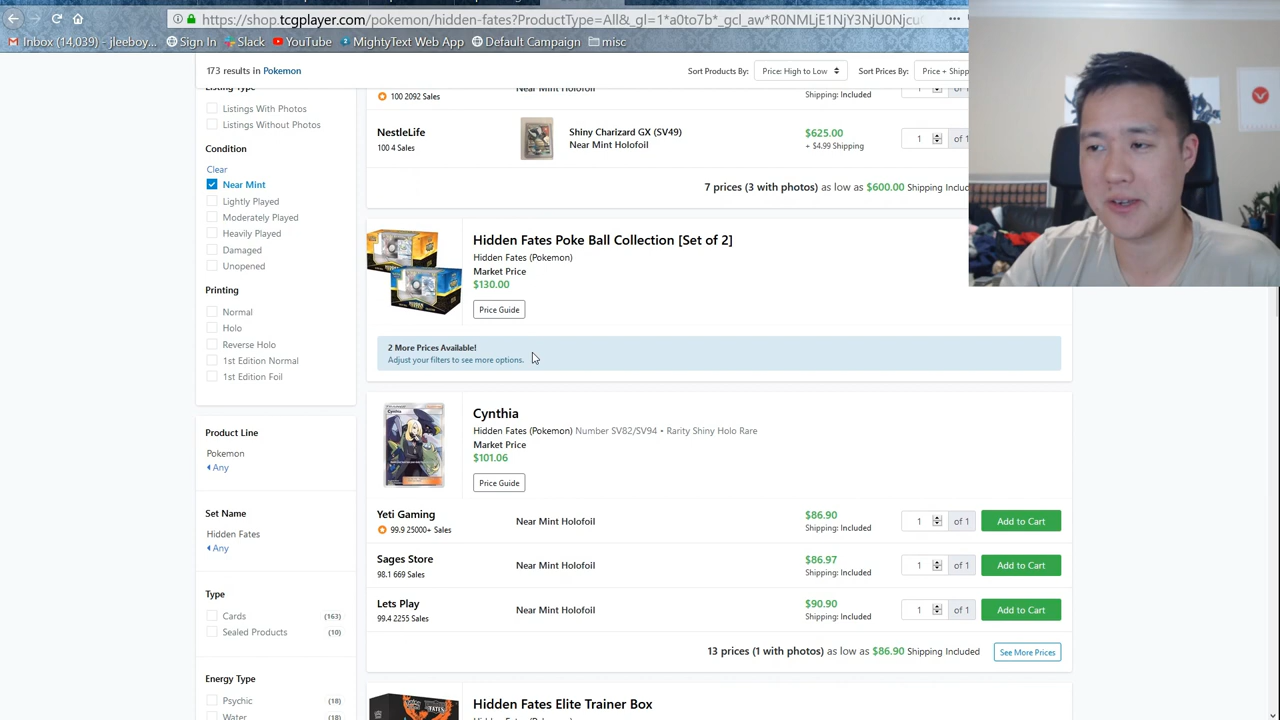 https://shop.tcgplayer.com/pokemon/hidden-fates?ProductType=All&_gl=1*a0to7b*_gcl_aw*R0NMLjE1NjY3NjU0Njcu
Inbox (14,039) - jleeboy...
Sign In
Slack
YouTube
MightyText Web App
Default Campaign
misc
173 results in Pokemon
Sort Products By:
Price: High to Low
Sort Prices By:
Price + Shipp
Listing Type
Listings With Photos
Listings Without Photos
Condition
Clear
Near Mint
Lightly Played
Moderately Played
Heavily Played
Damaged
Unopened
Printing
Normal
Holo
Reverse Holo
1st Edition Normal
1st Edition Foil
Product Line
Pokemon
Any
Set Name
Hidden Fates
Any
Type
Cards (163)
Sealed Products (10)
Energy Type
Psychic (18)
Water (18)
100 2092 Sales
Near Mint Holofoil
Shipping: Included
1 of 1
NestleLife
100 4 Sales
Shiny Charizard GX (SV49)
Near Mint Holofoil
$625.00
+ $4.99 Shipping
1 of 1
7 prices (3 with photos) as low as $600.00 Shipping Includ
Hidden Fates Poke Ball Collection [Set of 2]
Hidden Fates (Pokemon)
Market Price
$130.00
Price Guide
2 More Prices Available!
Adjust your filters to see more options.
Cynthia
Hidden Fates (Pokemon) Number SV82/SV94 • Rarity Shiny Holo Rare
Market Price
$101.06
Price Guide
Yeti Gaming
99.9 25000+ Sales
Near Mint Holofoil
$86.90
Shipping: Included
1 of 1
Add to Cart
Sages Store
98.1 669 Sales
Near Mint Holofoil
$86.97
Shipping: Included
1 of 1
Add to Cart
Lets Play
99.4 2255 Sales
Near Mint Holofoil
$90.90
Shipping: Included
1 of 1
Add to Cart
13 prices (1 with photos) as low as $86.90 Shipping Included
See More Prices
Hidden Fates Elite Trainer Box
Hidden Fates (Pokemon)